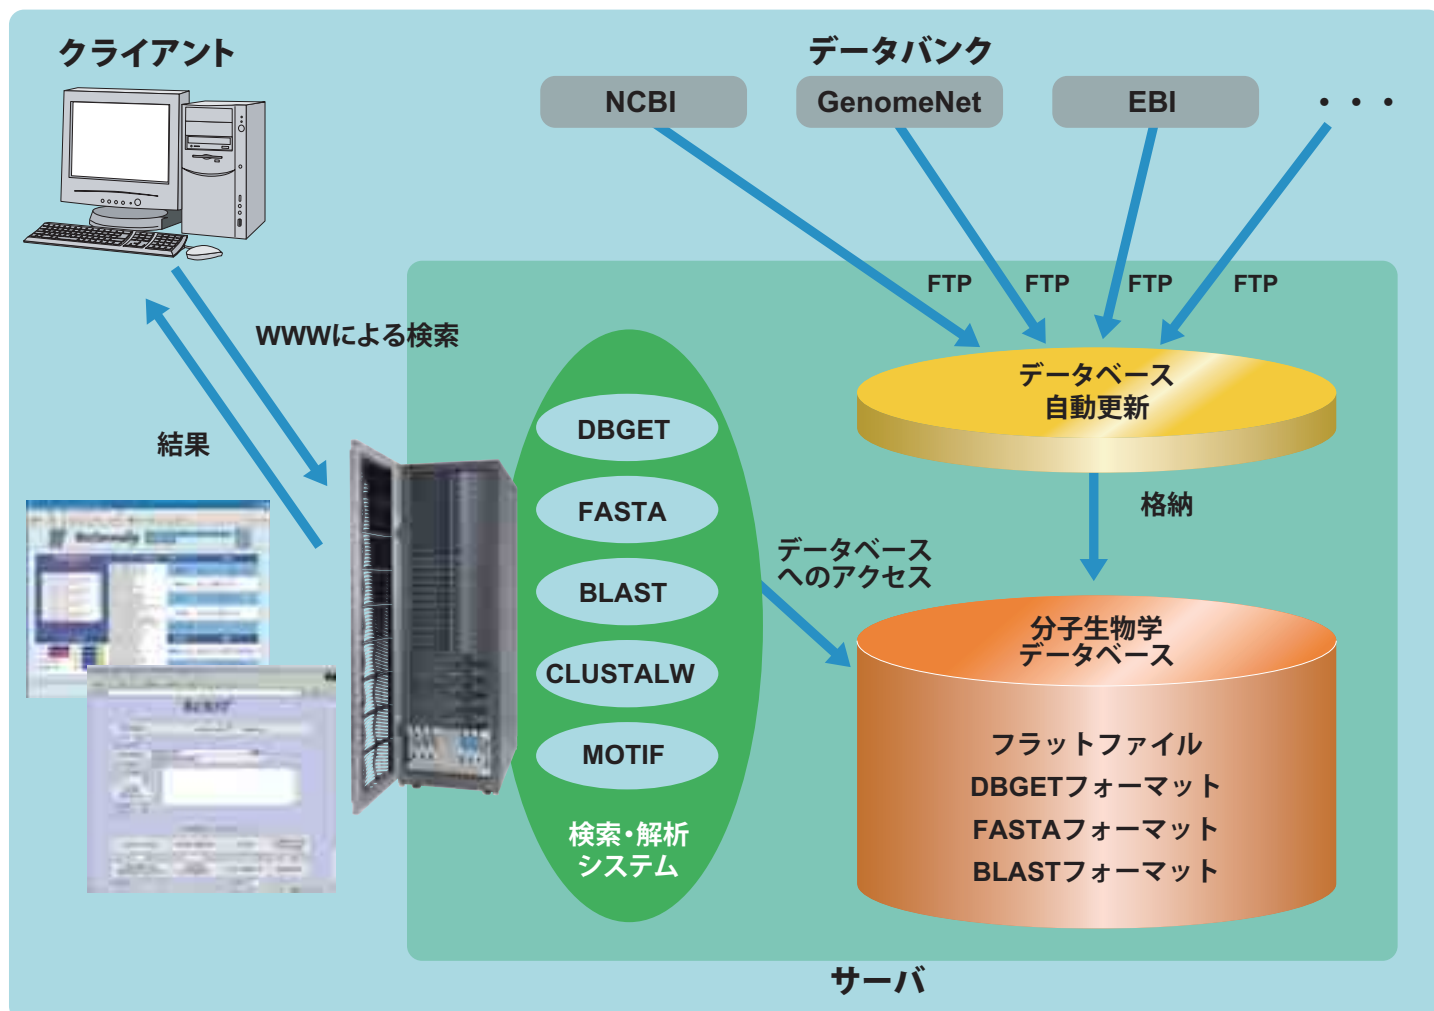 クライアント
データバンク
NCBI
GenomeNet
EBI
・・・
FTP
FTP
FTP
FTP
WWWによる検索
結果
データベース
自動更新
格納
DBGET
FASTA
BLAST
CLUSTALW
MOTIF
検索・解析
システム
データベース
へのアクセス
分子生物学
データベース
フラットファイル
DBGETフォーマット
FASTAフォーマット
BLASTフォーマット
サーバ